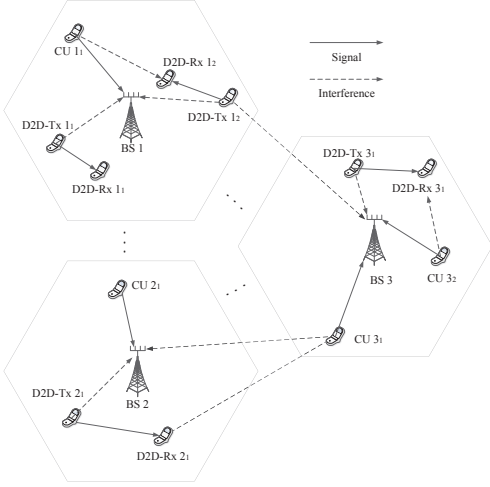 CU 11
D2D-Rx 12
Signal
Interference
D2D-Tx 11
D2D-Tx 12
BS 1
D2D-Rx 11
D2D-Tx 31
D2D-Rx 31
BS 3
CU 32
CU 21
CU 31
D2D-Tx 21
BS 2
D2D-Rx 21